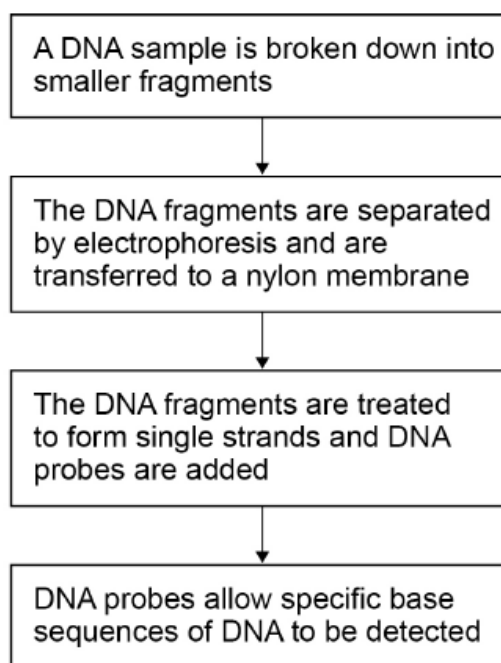 A DNA sample is broken down into
smaller fragments
The DNA fragments are separated
by electrophoresis and are
transferred to a nylon membrane
The DNA fragments are treated
to form single strands and DNA
probes are added
DNA probes allow specific base
sequences of DNA to be detected